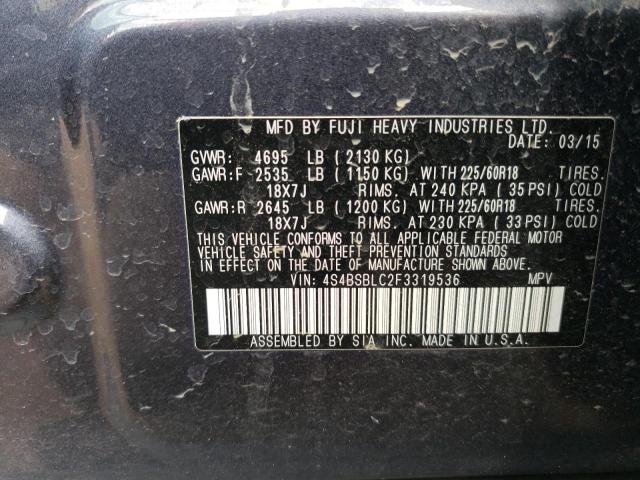 MFD BY FUJI HEAVY INDUSTRIES LTD.
DATE: 03/15
GVWR: 4695 LB (2130 KG)
GAWR:F 2535 LB (1150 KG) WITH 225/60R18 TIRES.
18X7J RIMS. AT 240 KPA (35 PSI) COLD
GAWR:R 2645 LB (1200 KG) WITH 225/60R18 TIRES.
18X7J RIMS. AT 230 KPA (33 PSI) COLD
THIS VEHICLE CONFORMS TO ALL APPLICABLE FEDERAL MOTOR
VEHICLE SAFETY AND THEFT PREVENTION STANDARDS
IN EFFECT ON THE DATE OF MANUFACTURE SHOWN ABOVE.
VIN: 4S4BSBLC2F3319536 MPV
ASSEMBLED BY SIA INC. MADE IN U.S.A.